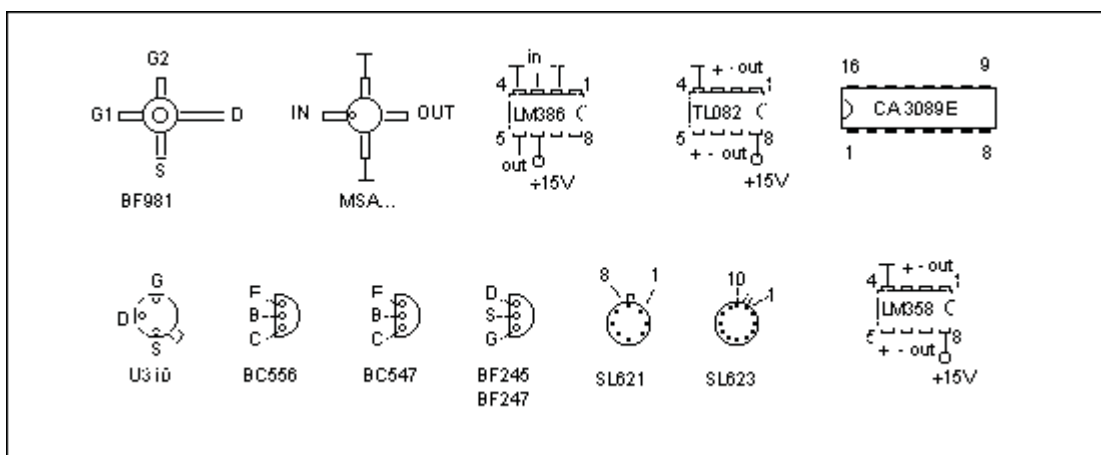 G2
G1
D
S
BF981
IN
OUT
MSA...
in
4
1
LM386
5
8
out
+15V
+ - out
4
1
TL082
5
8
+ - out
+15V
16
9
CA3089E
1
8
G
D
S
U310
B
C
BC556
B
C
BC547
D
S
G
BF245
BF247
8
1
SL621
10
1
SL623
+ - out
4
1
LM358
8
+ - out
+15V